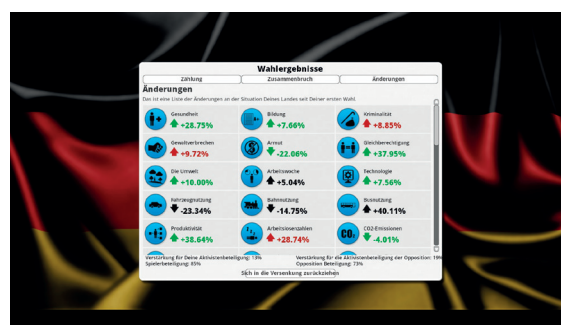 Wahlergebnisse
Zählung Zusammenbruch Änderungen
Änderungen
Das ist eine Liste der Änderungen an der Situation Deines Landes seit Deiner ersten Wahl.
Gesundheit Bildung Kriminalität
+28.75% +7.66% +8.85%
Gewaltverbrechen Armut Gleichberechtigung
+9.72% -22.06% +37.95%
Die Umwelt Arbeitswoche Technologie
+10.00% +5.04% +7.56%
Fahrzeugnutzung Bahnnutzung Busnutzung
-23.34% -14.75% +40.11%
Produktivität Arbeitslosenzahlen CO2-Emissionen
+38.64% +28.74% -4.01%
CO₂
Verstärkung für Deine Aktivistenbeteiligung: 13% Verstärkung für die Aktivistenbeteiligung der Opposition: 19%
Spielerbeteiligung: 85% Opposition Beteiligung: 73%
Sich in die Versenkung zurückziehen